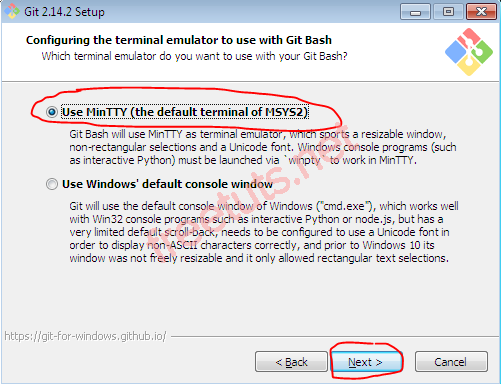 Git 2.14.2 Setup
Configuring the terminal emulator to use with Git Bash
Which terminal emulator do you want to use with your Git Bash?
Use MinTTY (the default terminal of MSYS2)
Git Bash will use MinTTY as terminal emulator, which sports a resizable window,
non-rectangular selections and a Unicode font. Windows console programs (such
as interactive Python) must be launched via `winpty` to work in MinTTY.
Use Windows' default console window
Git will use the default console window of Windows ("cmd.exe"), which works well
with Win32 console programs such as interactive Python or node.js, but has a
very limited default scroll-back, needs to be configured to use a Unicode font in
order to display non-ASCII characters correctly, and prior to Windows 10 its
window was not freely resizable and it only allowed rectangular text selections.
freetuts.net
https://git-for-windows.github.io/
< Back
Next >
Cancel